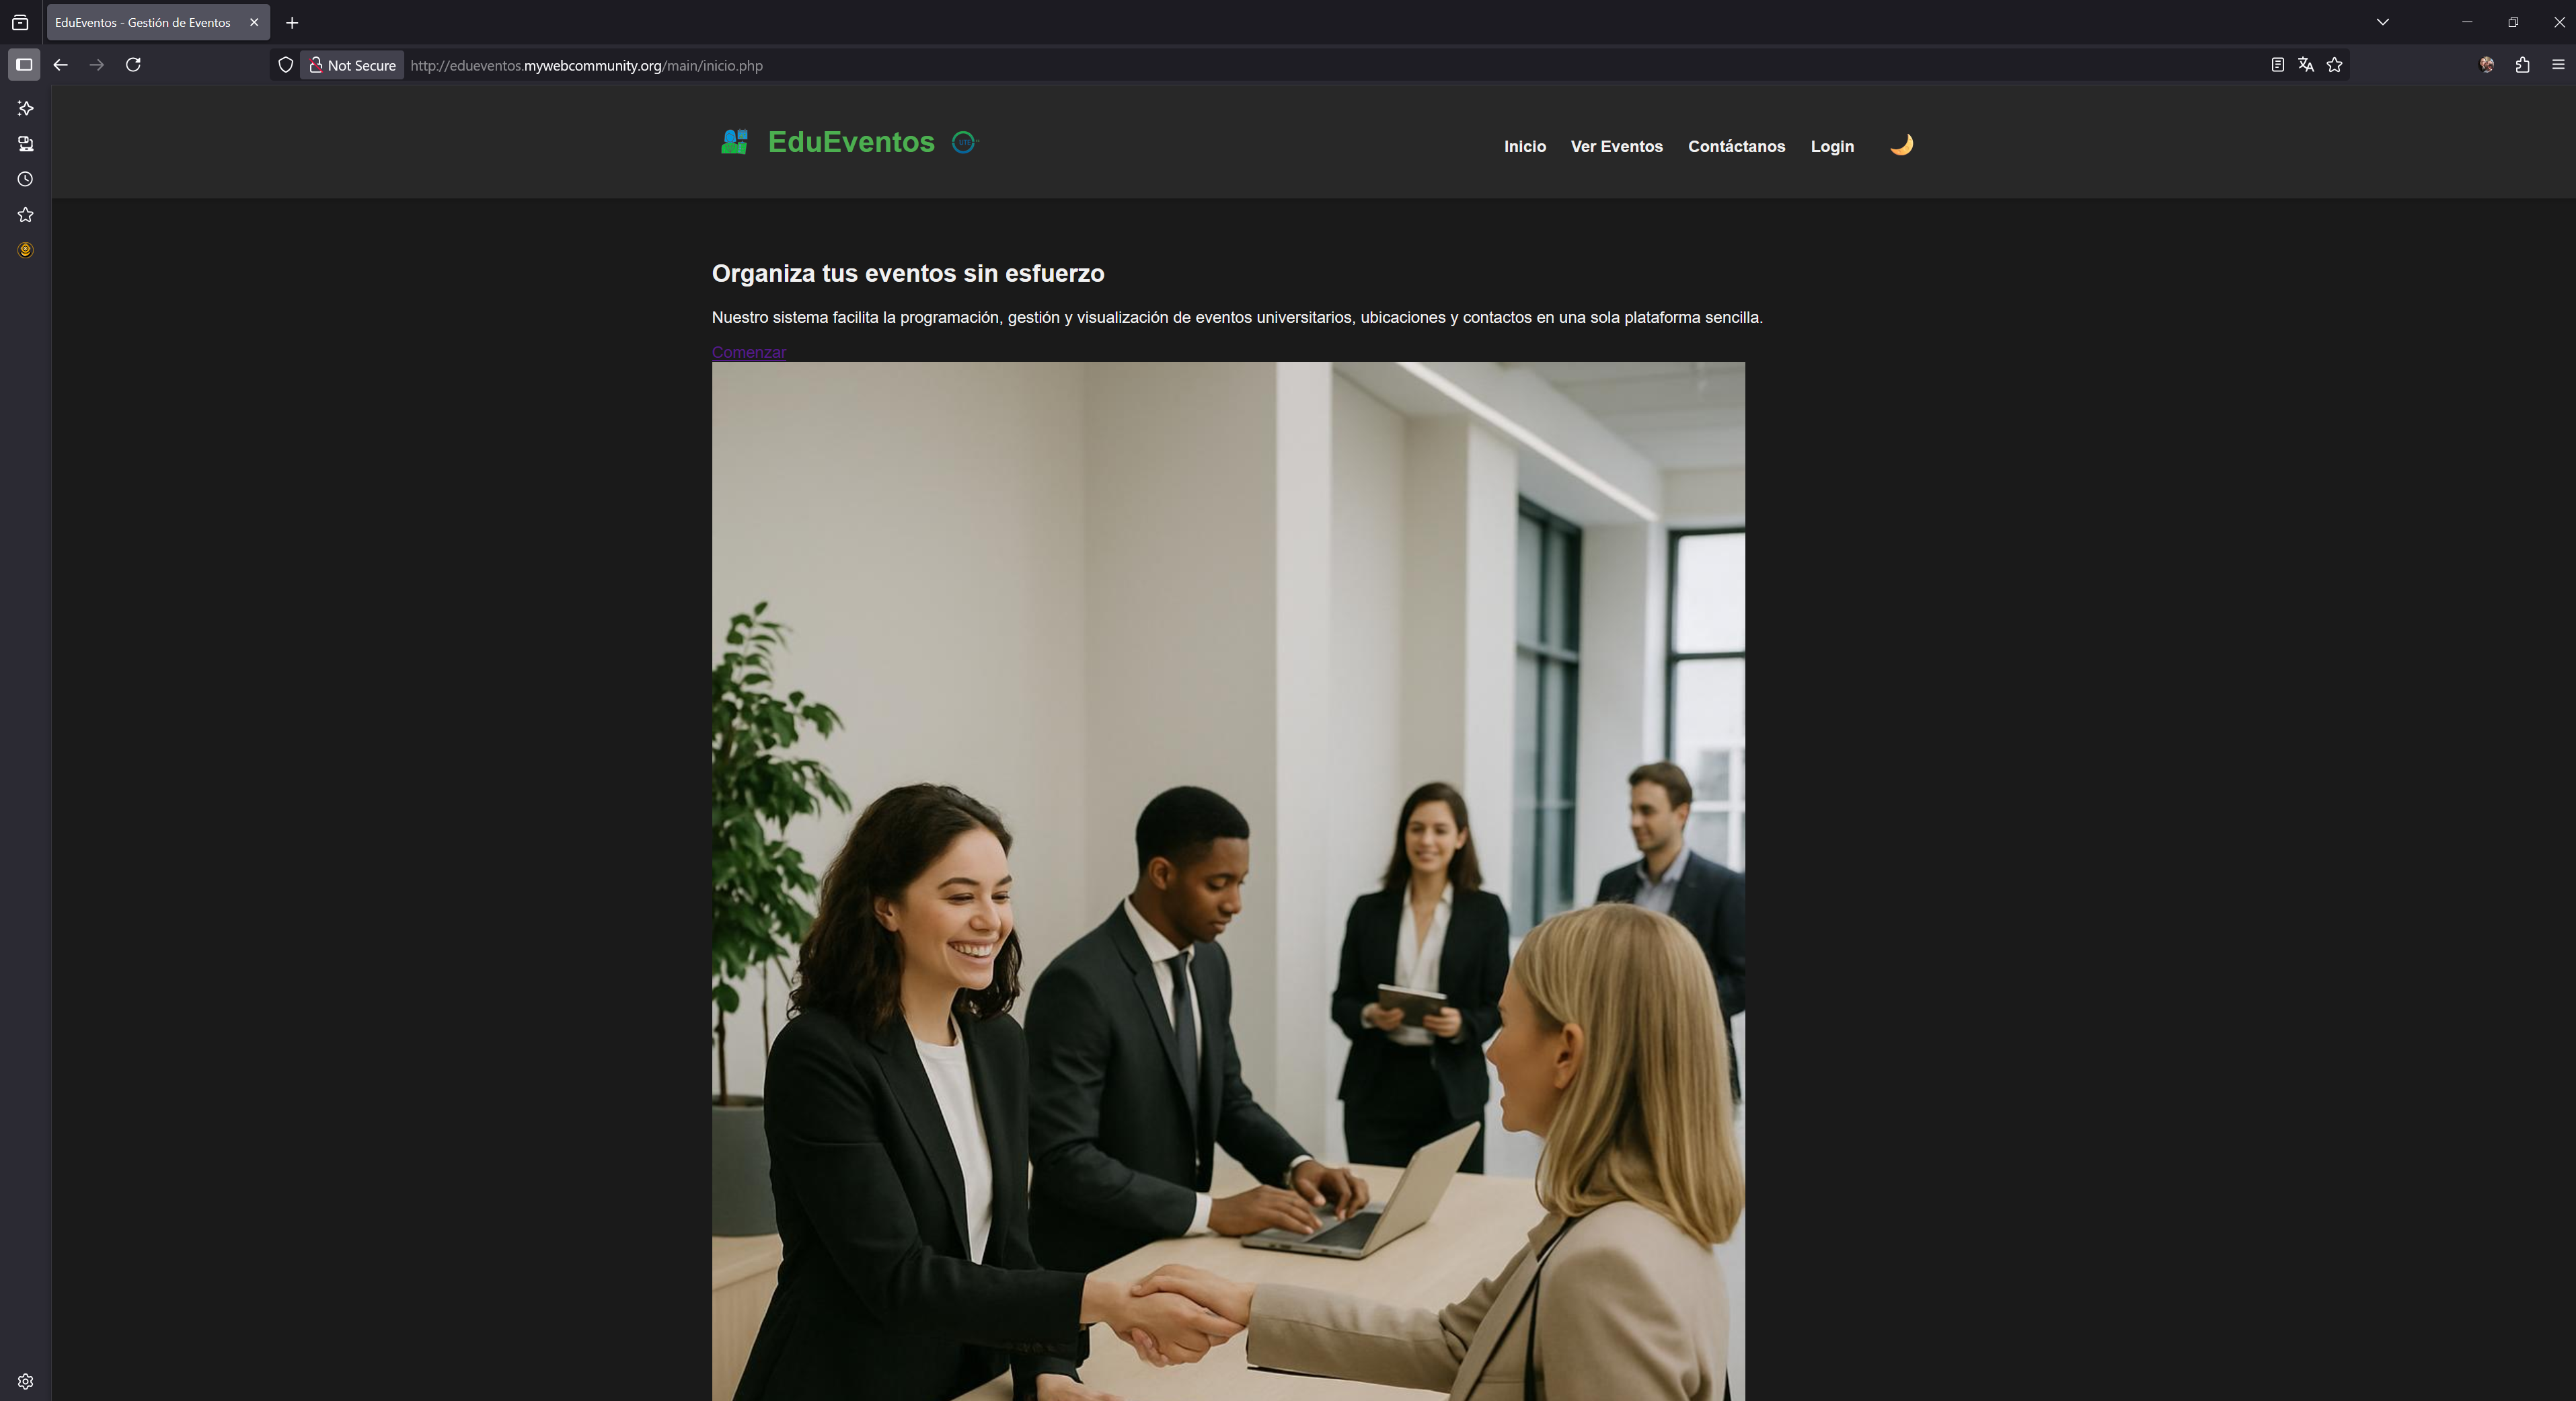 EduEventos - Gestión de Eventos
Not Secure
http://edueventos.mywebcommunity.org/main/inicio.php
EduEventos
UTE
Inicio
Ver Eventos
Contáctanos
Login
Organiza tus eventos sin esfuerzo
Nuestro sistema facilita la programación, gestión y visualización de eventos universitarios, ubicaciones y contactos en una sola plataforma sencilla.
Comenzar